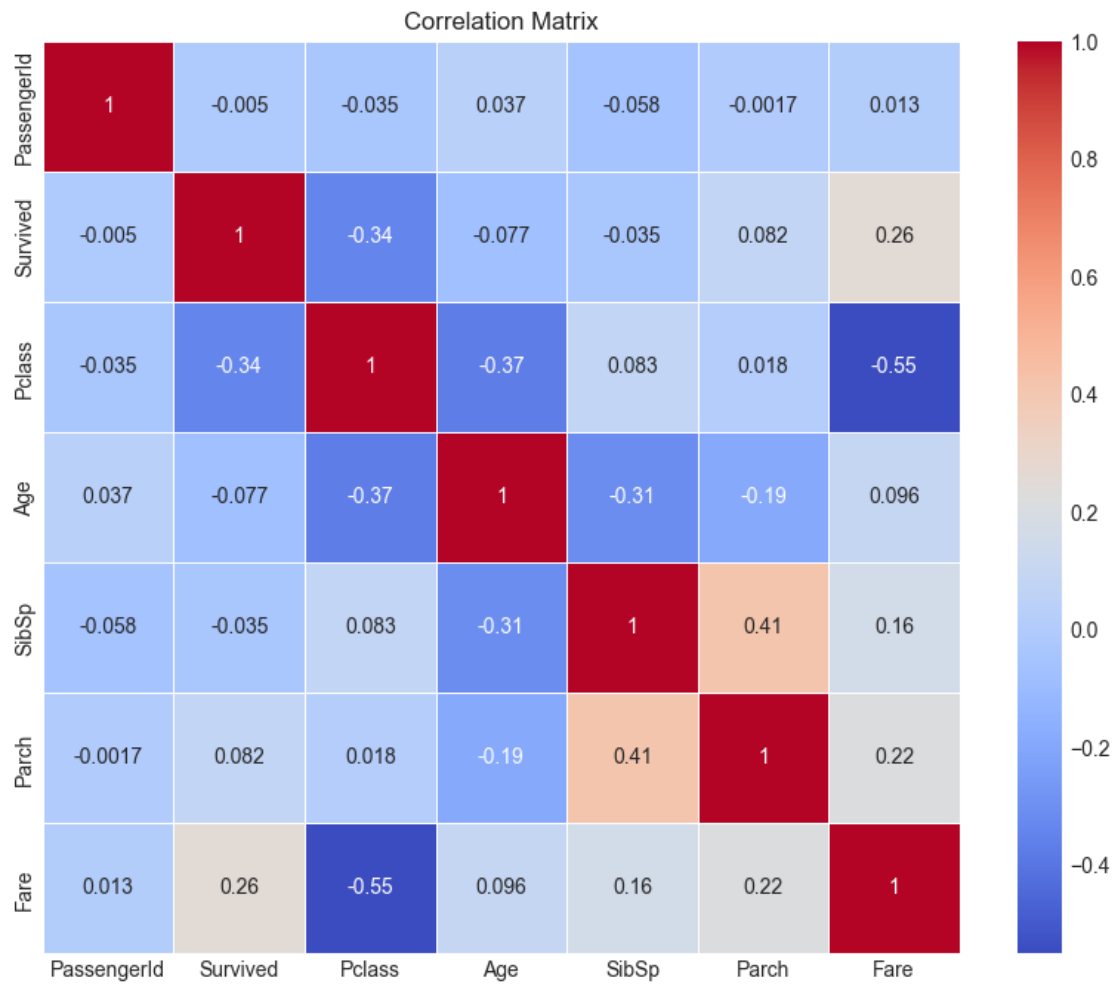 Correlation Matrix
PassengerId 1 -0.005 -0.035 0.037 -0.058 -0.0017 0.013
Survived -0.005 1 -0.34 -0.077 -0.035 0.082 0.26
Pclass -0.035 -0.34 1 -0.37 0.083 0.018 -0.55
Age 0.037 -0.077 -0.37 1 -0.31 -0.19 0.096
SibSp -0.058 -0.035 0.083 -0.31 1 0.41 0.16
Parch -0.0017 0.082 0.018 -0.19 0.41 1 0.22
Fare 0.013 0.26 -0.55 0.096 0.16 0.22 1
PassengerId Survived Pclass Age SibSp Parch Fare
1.0
0.8
0.6
0.4
0.2
0.0
−0.2
−0.4